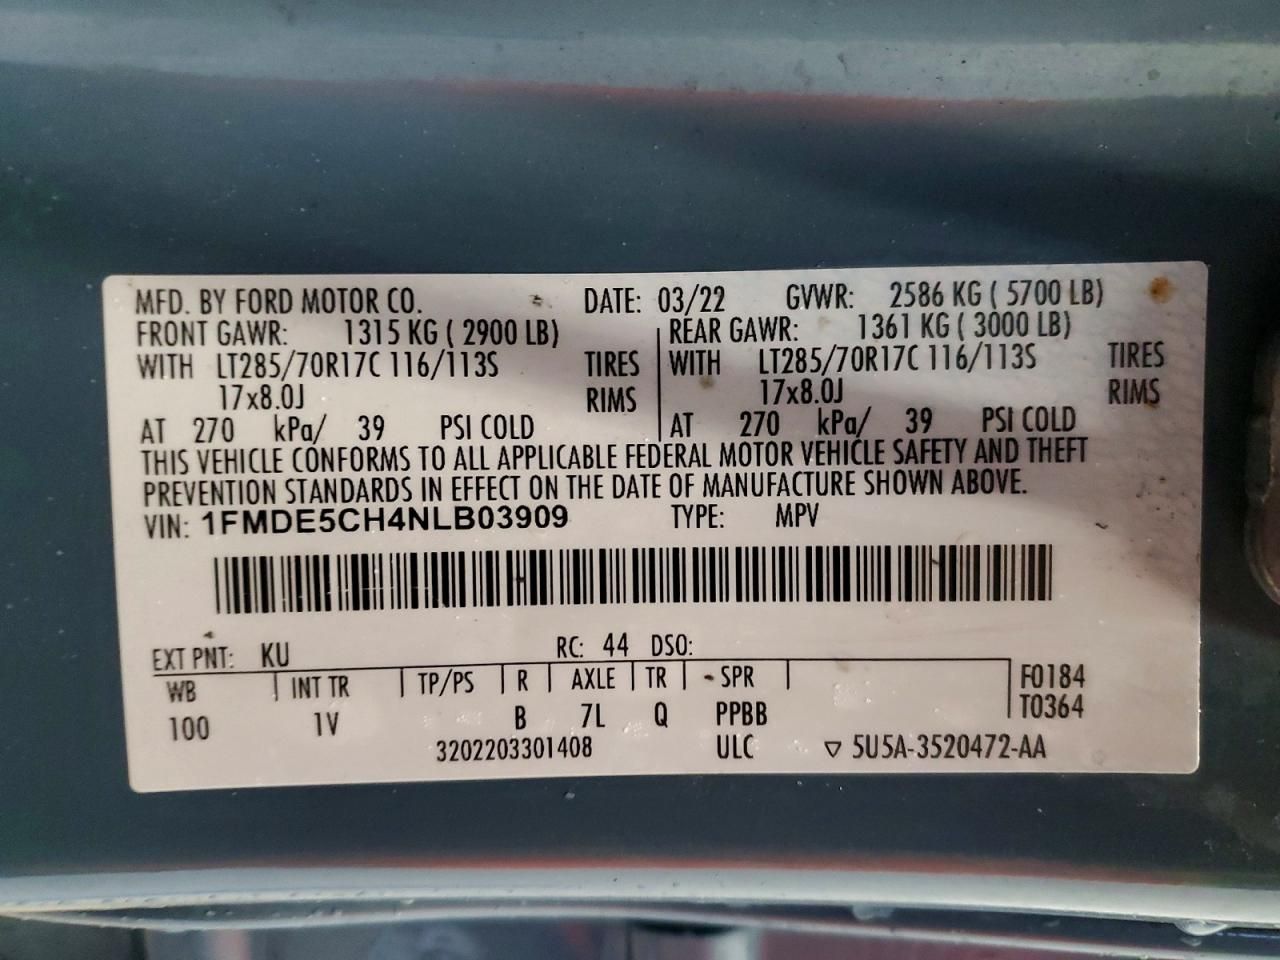 MFD. BY FORD MOTOR CO. DATE: 03/22 GVWR: 2586 KG ( 5700 LB)
FRONT GAWR: 1315 KG ( 2900 LB) REAR GAWR: 1361 KG ( 3000 LB)
WITH LT285/70R17C 116/113S TIRES WITH LT285/70R17C 116/113S TIRES
17x8.0J RIMS 17x8.0J RIMS
AT 270 kPa/ 39 PSI COLD AT 270 kPa/ 39 PSI COLD
THIS VEHICLE CONFORMS TO ALL APPLICABLE FEDERAL MOTOR VEHICLE SAFETY AND THEFT
PREVENTION STANDARDS IN EFFECT ON THE DATE OF MANUFACTURE SHOWN ABOVE.
VIN: 1FMDE5CH4NLB03909 TYPE: MPV
EXT PNT: KU RC: 44 DSO:
WB INT TR TP/PS R AXLE TR SPR F0184
100 1V B 7L Q PPBB T0364
3202203301408 ULC ▽ 5U5A-3520472-AA